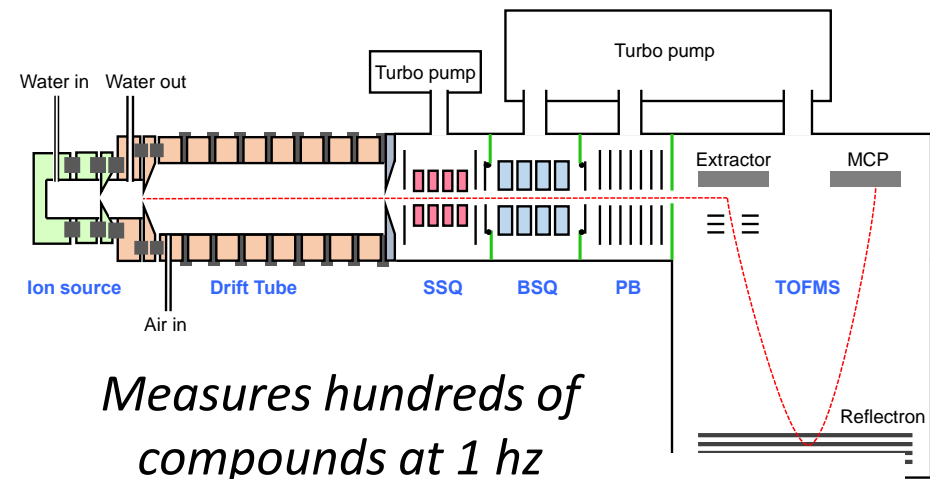 Turbo pump
Turbo pump
Water in
Water out
Extractor
MCP
Ion source
Drift Tube
SSQ
BSQ
PB
TOFMS
Air in
Measures hundreds of
compounds at 1 hz
Reflectron